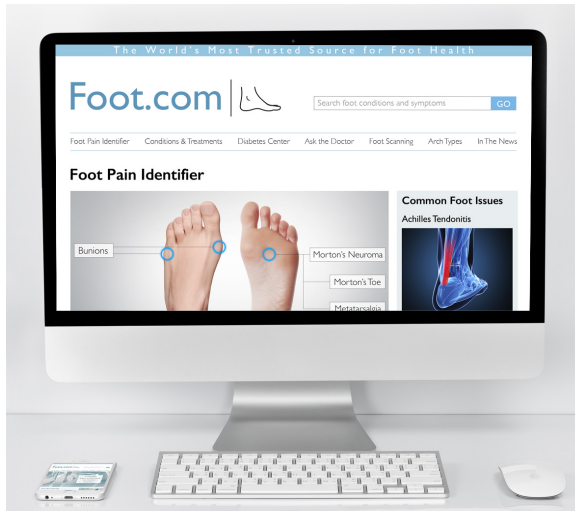 The World's Most Trusted Source for Foot Health
Foot.com
Search foot conditions and symptoms
GO
Foot Pain Identifier
Conditions & Treatments
Diabetes Center
Ask the Doctor
Foot Scanning
Arch Types
In The News
Foot Pain Identifier
Common Foot Issues
Achilles Tendonitis
Bunions
Morton's Neuroma
Morton's Toe
Metatarsalgia